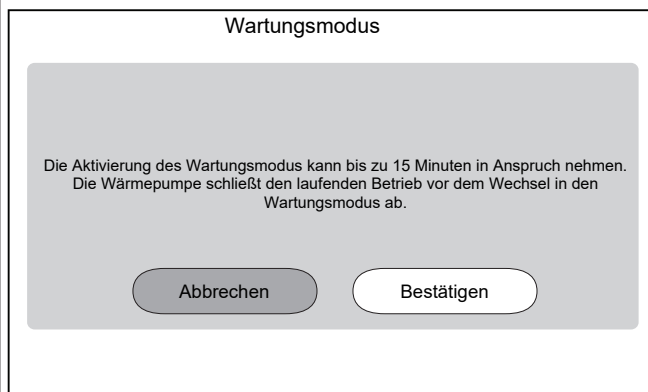 Wartungsmodus
Die Aktivierung des Wartungsmodus kann bis zu 15 Minuten in Anspruch nehmen.
Die Wärmepumpe schließt den laufenden Betrieb vor dem Wechsel in den
Wartungsmodus ab.
Abbrechen
Bestätigen